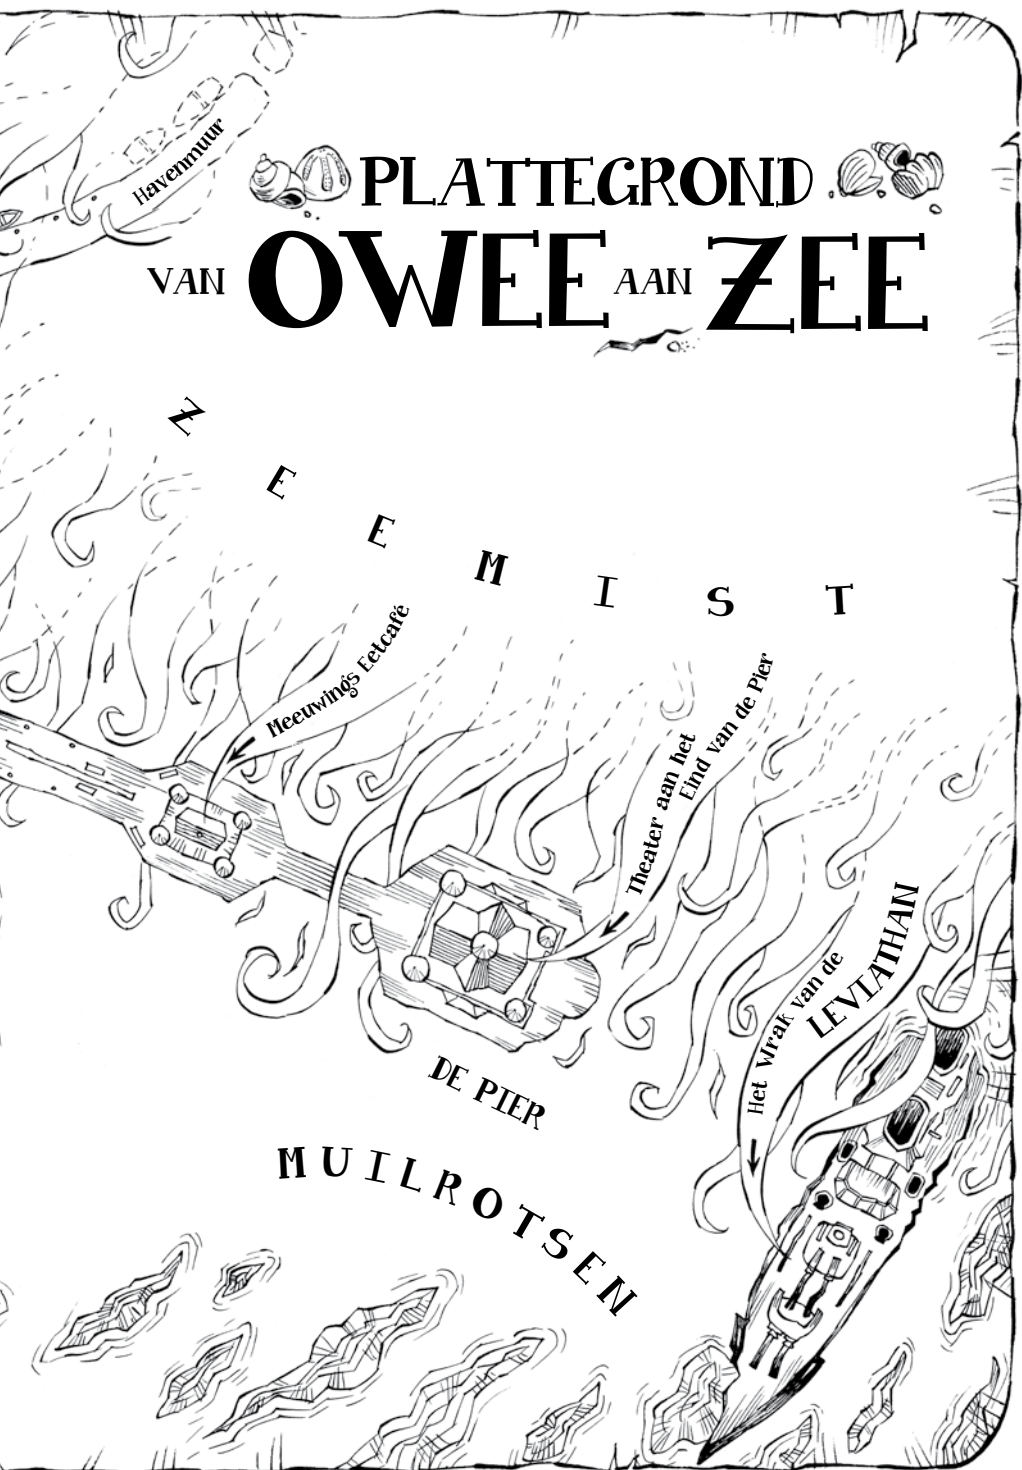 Havenmuur
PLATTEGROND
VAN OWEE AAN ZEE
ZEEMIST
Meeuwings Eetcafé
Theater aan het
Eind van de Pier
Het Wrak van de
LEVIATHAN
DE PIER
MUILROTSEN